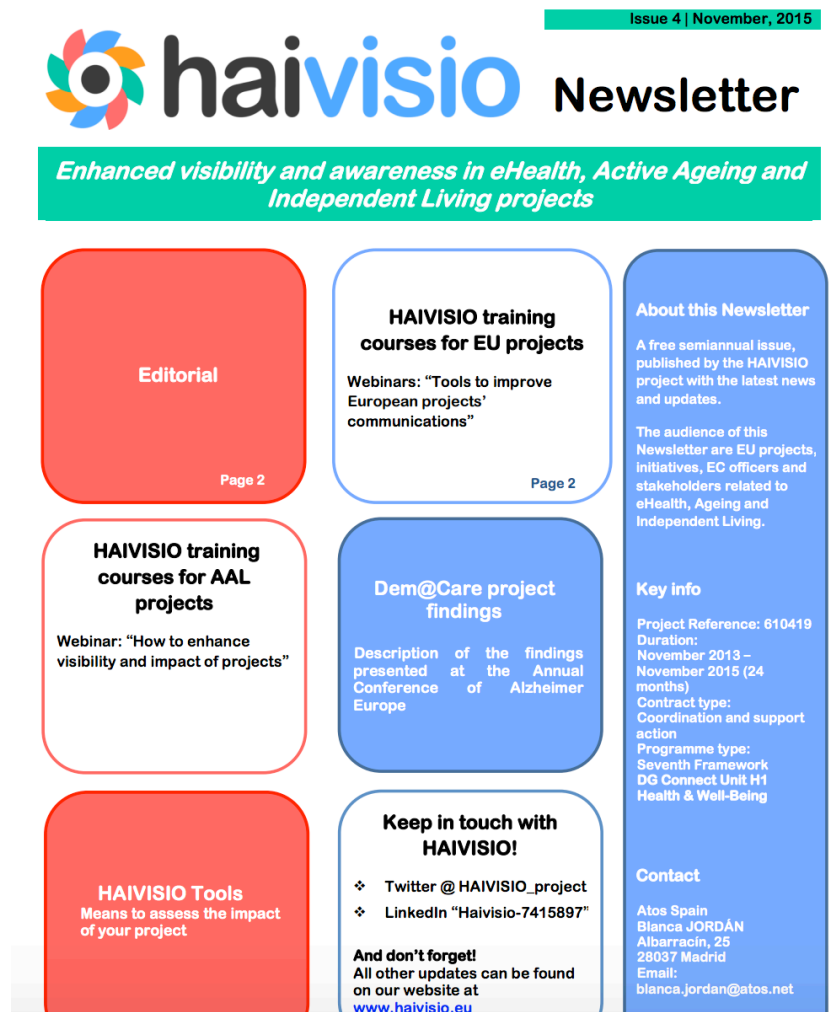 Issue 4 | November, 2015
haivisio Newsletter
Enhanced visibility and awareness in eHealth, Active Ageing and
Independent Living projects
Editorial
Page 2
HAIVISIO training
courses for EU projects
Webinars: “Tools to improve
European projects’
communications”
Page 2
HAIVISIO training
courses for AAL
projects
Webinar: “How to enhance
visibility and impact of projects”
Dem@Care project
findings
Description of the findings
presented at the Annual
Conference of Alzheimer
Europe
HAIVISIO Tools
Means to assess the impact
of your project
Keep in touch with
HAIVISIO!
❖ Twitter @ HAIVISIO_project
❖ LinkedIn “Haivisio-7415897”
And don’t forget!
All other updates can be found
on our website at
www.haivisio.eu
About this Newsletter
A free semiannual issue,
published by the HAIVISIO
project with the latest news
and updates.
The audience of this
Newsletter are EU projects,
initiatives, EC officers and
stakeholders related to
eHealth, Ageing and
Independent Living.
Key info
Project Reference: 610419
Duration:
November 2013 –
November 2015 (24
months)
Contract type:
Coordination and support
action
Programme type:
Seventh Framework
DG Connect Unit H1
Health & Well-Being
Contact
Atos Spain
Blanca JORDÁN
Albarracín, 25
28037 Madrid
Email:
blanca.jordan@atos.net